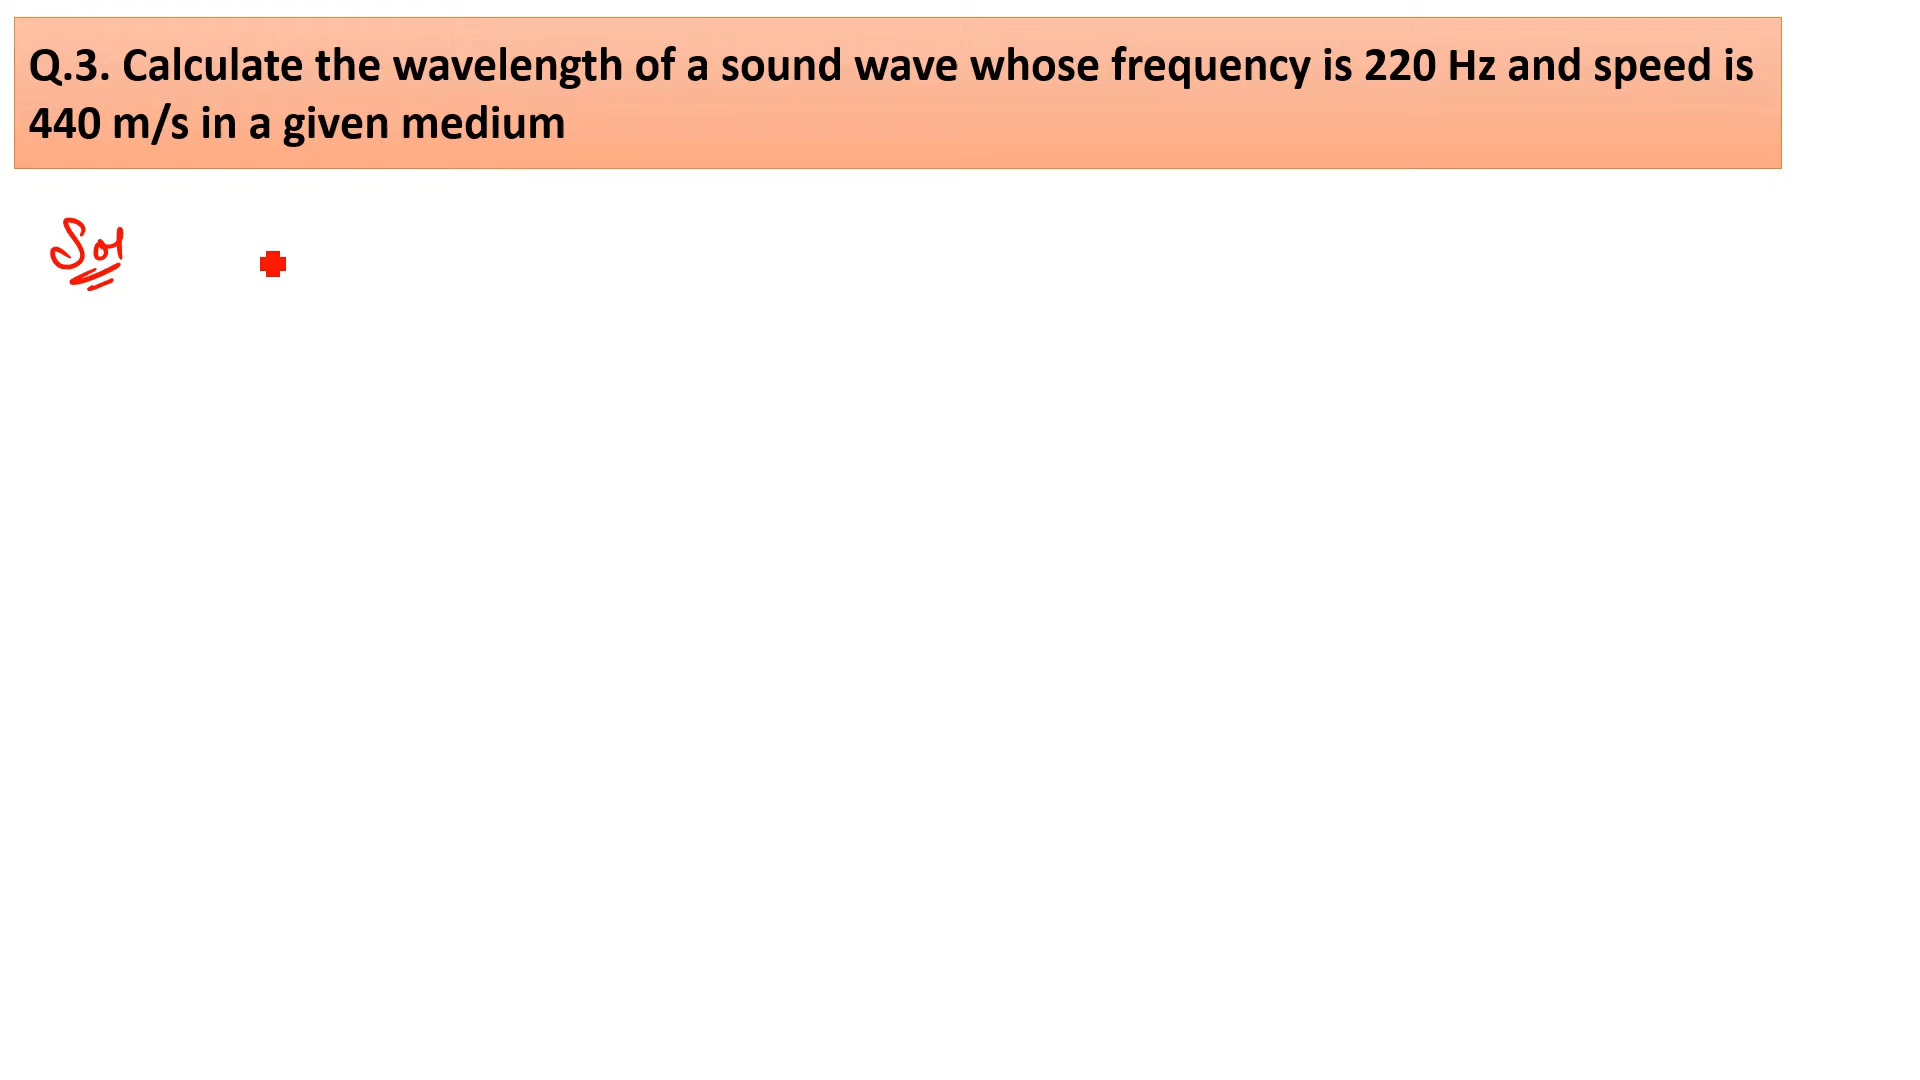 Q.3. Calculate the wavelength of a sound wave whose frequency is 220 Hz and speed is
440 m/s in a given medium
Sol